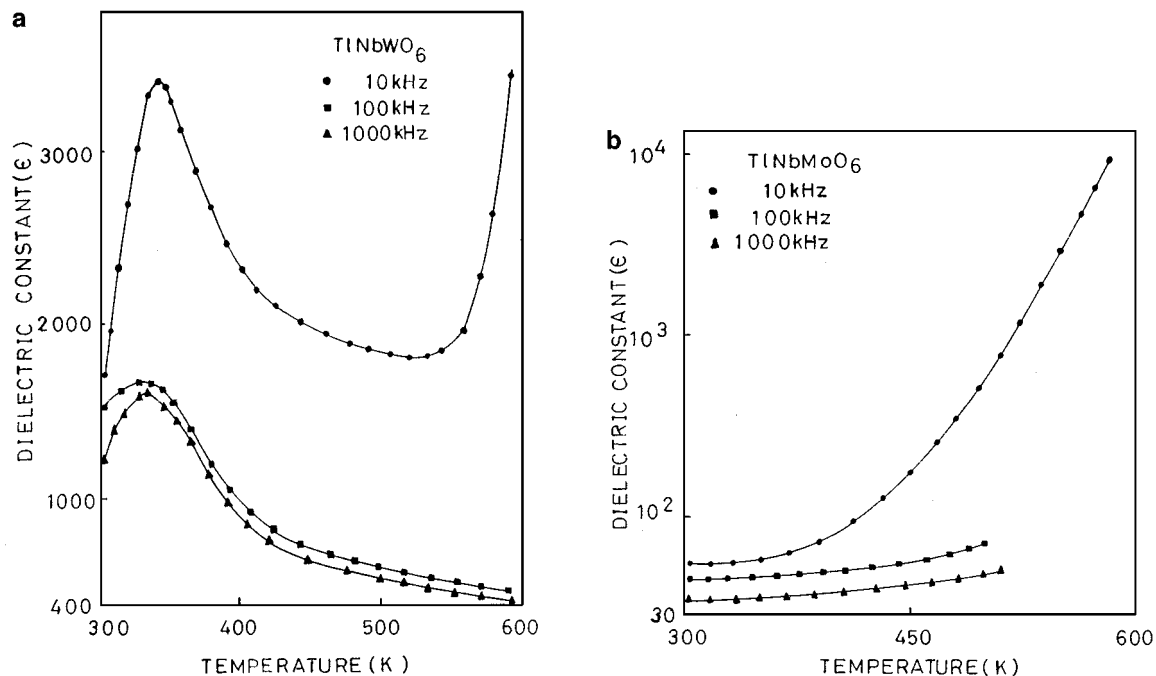 a
TlNbWO6
10kHz
100kHz
1000kHz
3000
2000
1000
400
DIELECTRIC CONSTANT(ϵ)
300 400 500 600
TEMPERATURE(K)
b
TlNbMoO6
10kHz
100kHz
1000kHz
10^4
10^3
10^2
30
DIELECTRIC CONSTANT(ϵ)
300 450 600
TEMPERATURE(K)